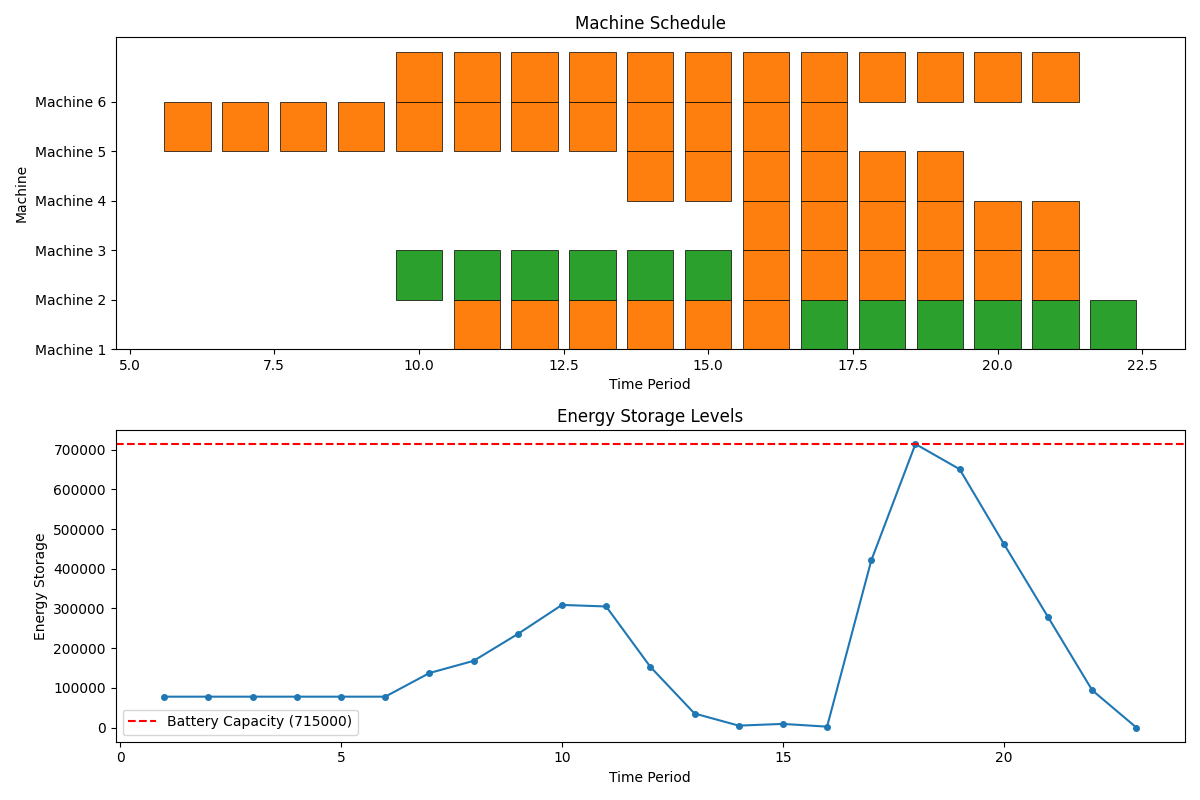 Machine Schedule
Machine
Machine 6
Machine 5
Machine 4
Machine 3
Machine 2
Machine 1
5.0 7.5 10.0 12.5 15.0 17.5 20.0 22.5
Time Period
Energy Storage Levels
Energy Storage
700000
600000
500000
400000
300000
200000
100000
0
Battery Capacity (715000)
0 5 10 15 20
Time Period